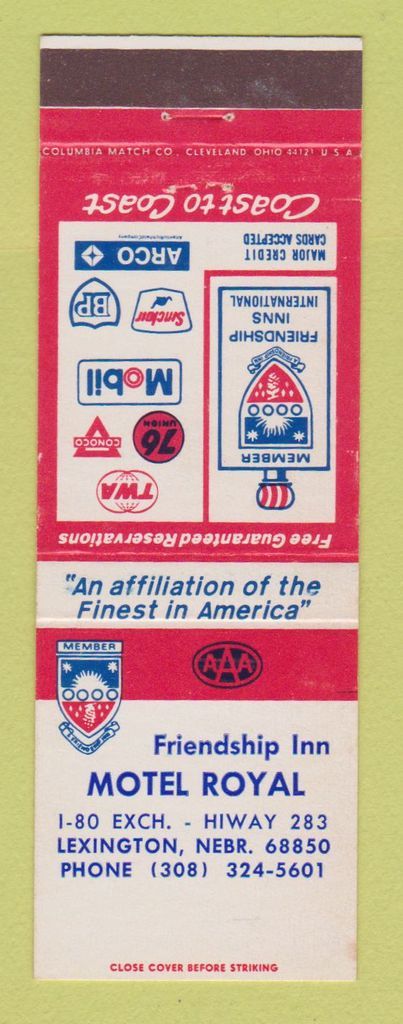 COLUMBIA MATCH CO., CLEVELAND, OHIO 44121 U S A
Free Guaranteed Reservations
TWA
76
UNION
CONOCO
Mobil
Sinclair
BP
ARCO
MEMBER
A FRIENDSHIP INN
FRIENDSHIP
INNS
INTERNATIONAL
MAJOR CREDIT
CARDS ACCEPTED
Coast to Coast
"An affiliation of the
Finest in America"
MEMBER
AAA
Friendship Inn
MOTEL ROYAL
I-80 EXCH. - HIWAY 283
LEXINGTON, NEBR. 68850
PHONE (308) 324-5601
CLOSE COVER BEFORE STRIKING